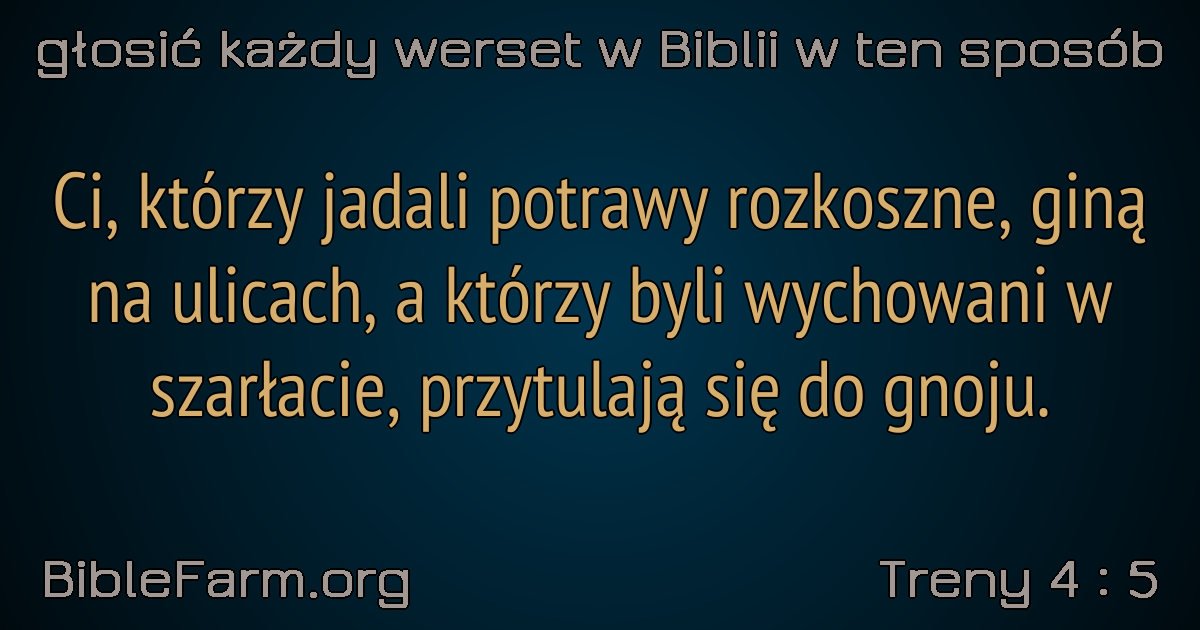 głosić każdy werset w Biblii w ten sposób
Ci, którzy jadali potrawy rozkoszne, giną
na ulicach, a którzy byli wychowani w
szarłacie, przytulają się do gnoju.
BibleFarm.org
Treny 4 : 5